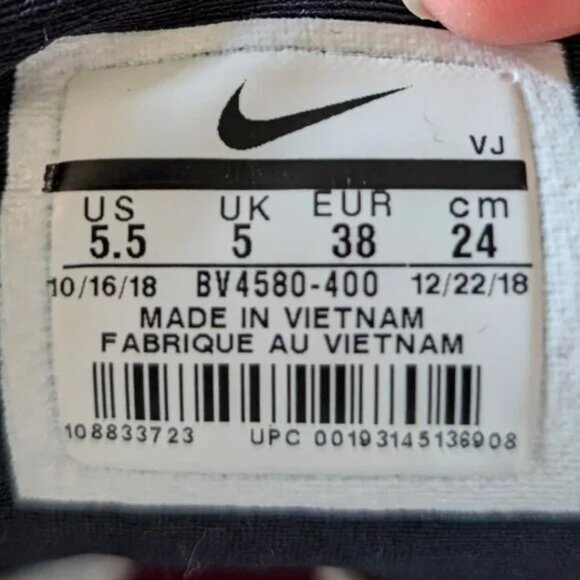 VJ
US UK EUR cm
5.5 5 38 24
10/16/18 BV4580-400 12/22/18
MADE IN VIETNAM
FABRIQUE AU VIETNAM
108833723 UPC 00193145136908